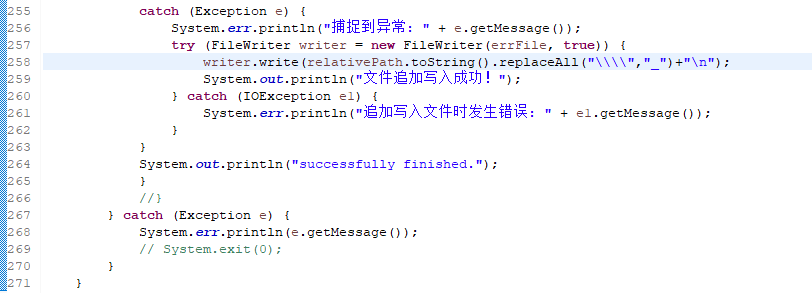 255 catch (Exception e) {
256 System.err.println("捕捉到异常：" + e.getMessage());
257 try (FileWriter writer = new FileWriter(errFile, true)) {
258 writer.write(relativePath.toString().replaceAll("\\\\","_")+"\n");
259 System.out.println("文件追加写入成功！");
260 } catch (IOException e1) {
261 System.err.println("追加写入文件时发生错误：" + e1.getMessage());
262 }
263 }
264 System.out.println("successfully finished.");
265 }
266 //}
267 } catch (Exception e) {
268 System.err.println(e.getMessage());
269 // System.exit(0);
270 }
271 }